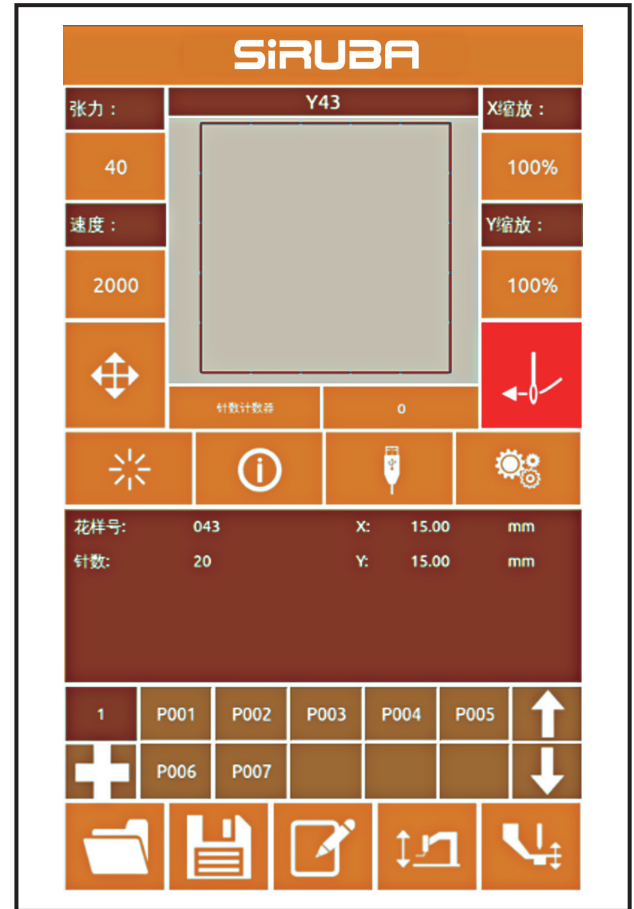 SiRUBA
张力：
Y43
X缩放：
40
100%
速度：
Y缩放：
2000
100%
针数计数器
0
花样号: 043 X: 15.00 mm
针数: 20 Y: 15.00 mm
1 P001 P002 P003 P004 P005
P006 P007